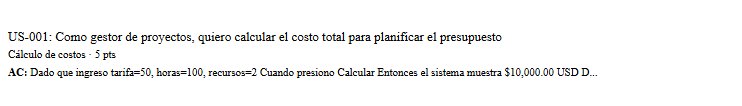 US-001: Como gestor de proyectos, quiero calcular el costo total para planificar el presupuesto
Cálculo de costos - 5 pts
AC: Dado que ingreso tarifa=50, horas=100, recursos=2 Cuando presiono Calcular Entonces el sistema muestra $10,000.00 USD D...